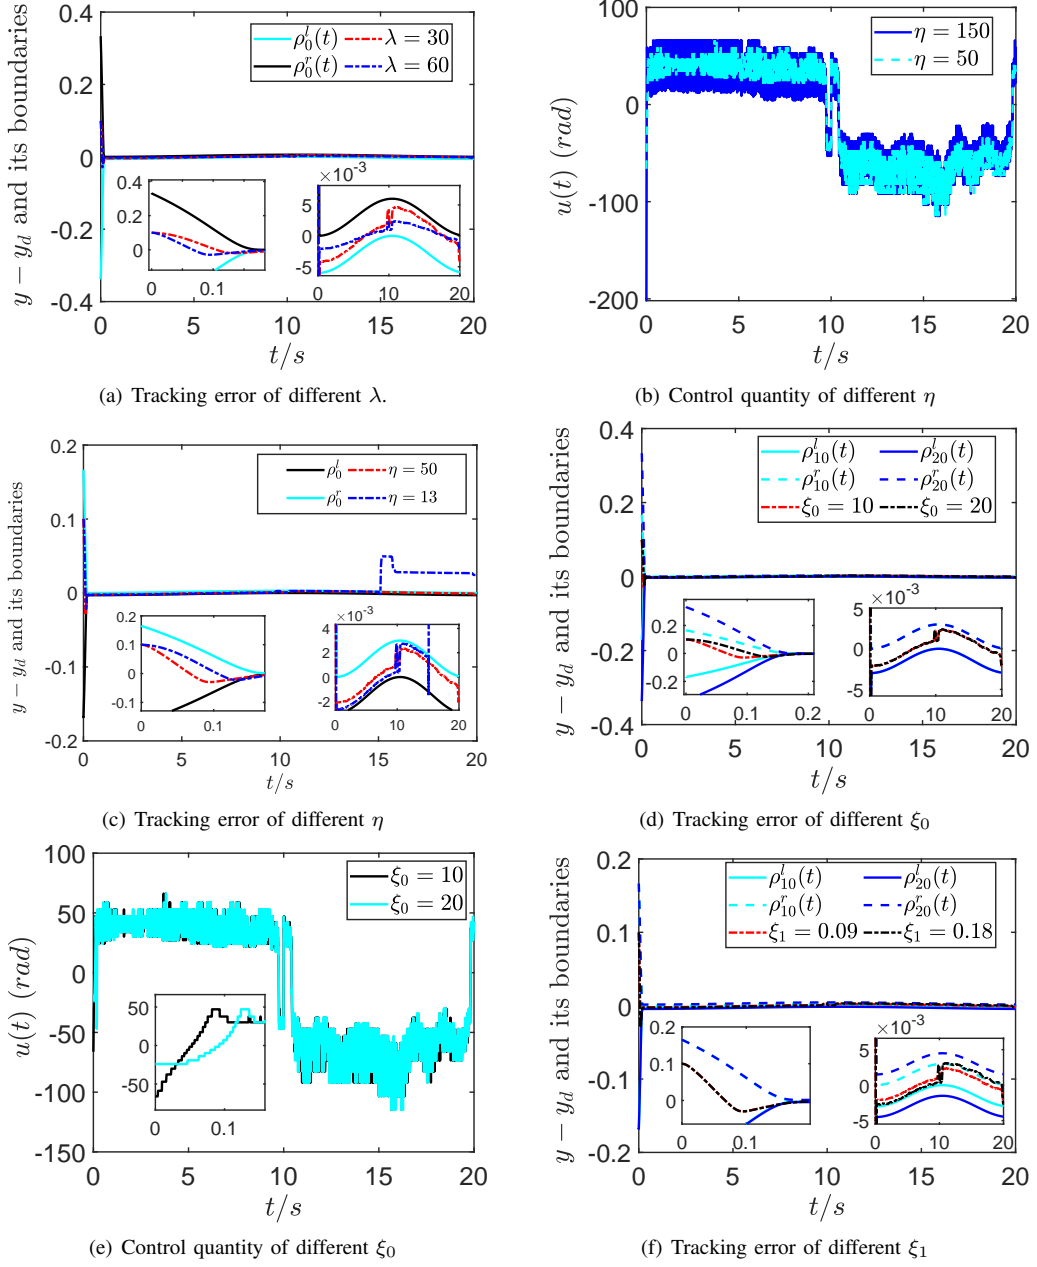 y − y_d and its boundaries
0.4
0.2
0
-0.2
-0.4
ρ_0^l(t) λ = 30
ρ_0^r(t) λ = 60
0.4
0.2
0
0 0.1
×10^-3
5
0
-5
0 10 20
0 5 10 15 20
t/s
(a) Tracking error of different λ.
u(t) (rad)
100
0
-100
-200
η = 150
η = 50
0 5 10 15 20
t/s
(b) Control quantity of different η
y − y_d and its boundaries
0.2
0.1
0
-0.1
-0.2
ρ_0^l η = 50
ρ_0^r η = 13
0.2
0.1
0
-0.1
0 0.1
×10^-3
4
2
0
-2
0 10 20
0 5 10 15 20
t/s
(c) Tracking error of different η
y − y_d and its boundaries
0.4
0.2
0
-0.2
-0.4
ρ_10^l(t) ρ_20^l(t)
ρ_10^r(t) ρ_20^r(t)
ξ_0 = 10 ξ_0 = 20
0.2
0
-0.2
0 0.1 0.2
×10^-3
5
0
-5
0 10 20
0 5 10 15 20
t/s
(d) Tracking error of different ξ_0
u(t) (rad)
100
50
0
-50
-100
-150
ξ_0 = 10
ξ_0 = 20
50
0
-50
0.1
0 5 10 15 20
t/s
(e) Control quantity of different ξ_0
y − y_d and its boundaries
0.2
0.1
0
-0.1
-0.2
ρ_10^l(t) ρ_20^l(t)
ρ_10^r(t) ρ_20^r(t)
ξ_1 = 0.09 ξ_1 = 0.18
0.2
0.1
0
0 0.1
×10^-3
5
0
-5
0 10 20
0 5 10 15 20
t/s
(f) Tracking error of different ξ_1